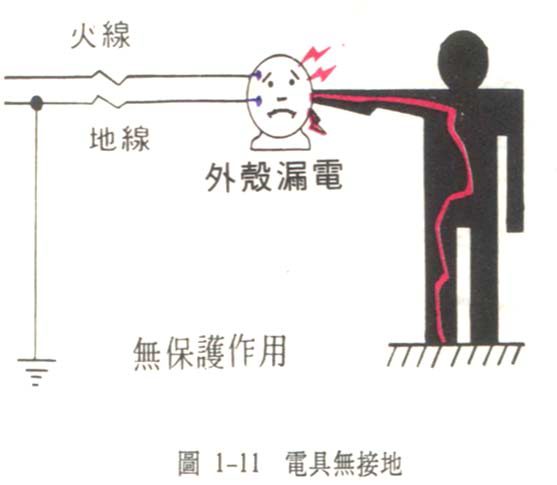 火線
地線
外殼漏電
無保護作用
圖 1-11 電具無接地